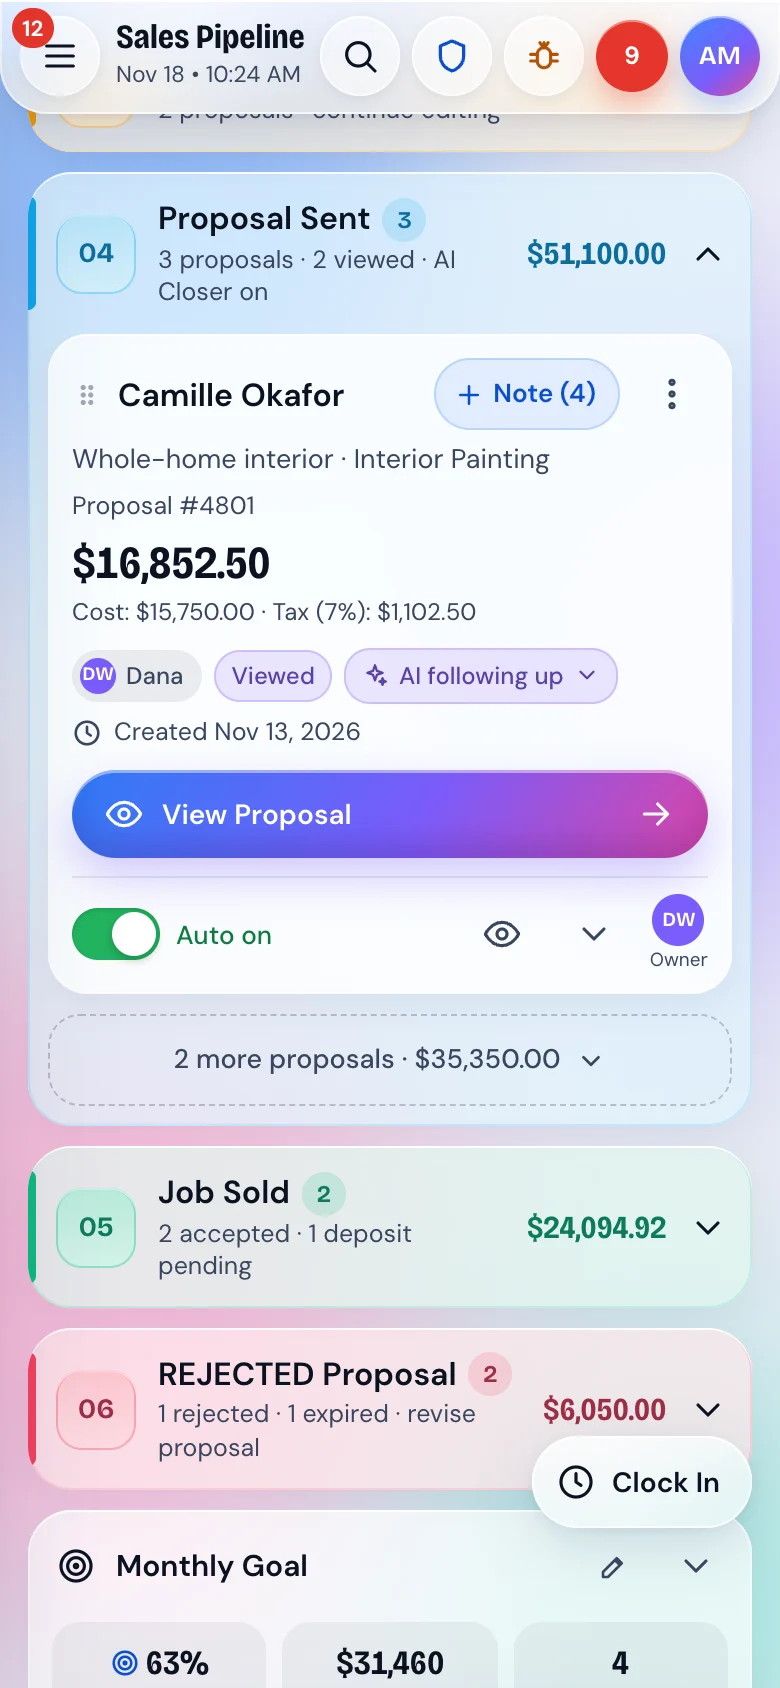 12
Sales Pipeline
Nov 18 • 10:24 AM
9
AM
2 proposals · continue editing
04
Proposal Sent 3
3 proposals · 2 viewed · AI
Closer on
$51,100.00
Camille Okafor
+ Note (4)
Whole-home interior · Interior Painting
Proposal #4801
$16,852.50
Cost: $15,750.00 · Tax (7%): $1,102.50
DW Dana
Viewed
AI following up
Created Nov 13, 2026
View Proposal
Auto on
DW
Owner
2 more proposals · $35,350.00
05
Job Sold 2
2 accepted · 1 deposit
pending
$24,094.92
06
REJECTED Proposal 2
1 rejected · 1 expired · revise
proposal
$6,050.00
Clock In
Monthly Goal
63%
$31,460
4